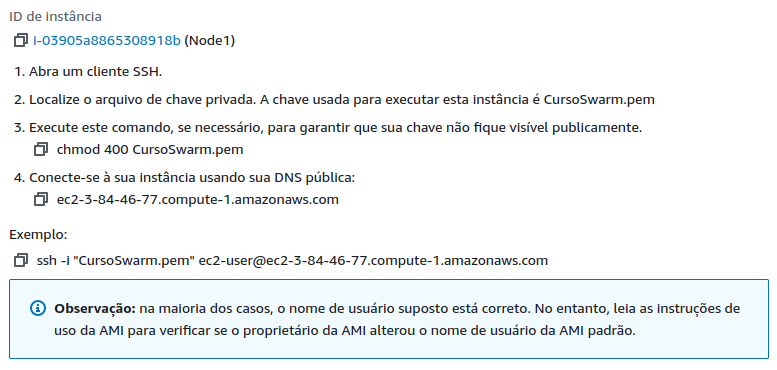 ID de instância
i-03905a8865308918b (Node1)
1. Abra um cliente SSH.
2. Localize o arquivo de chave privada. A chave usada para executar esta instância é CursoSwarm.pem
3. Execute este comando, se necessário, para garantir que sua chave não fique visível publicamente.
chmod 400 CursoSwarm.pem
4. Conecte-se à sua instância usando sua DNS pública:
ec2-3-84-46-77.compute-1.amazonaws.com
Exemplo:
ssh -i "CursoSwarm.pem" ec2-user@ec2-3-84-46-77.compute-1.amazonaws.com
Observação: na maioria dos casos, o nome de usuário suposto está correto. No entanto, leia as instruções de
uso da AMI para verificar se o proprietário da AMI alterou o nome de usuário da AMI padrão.